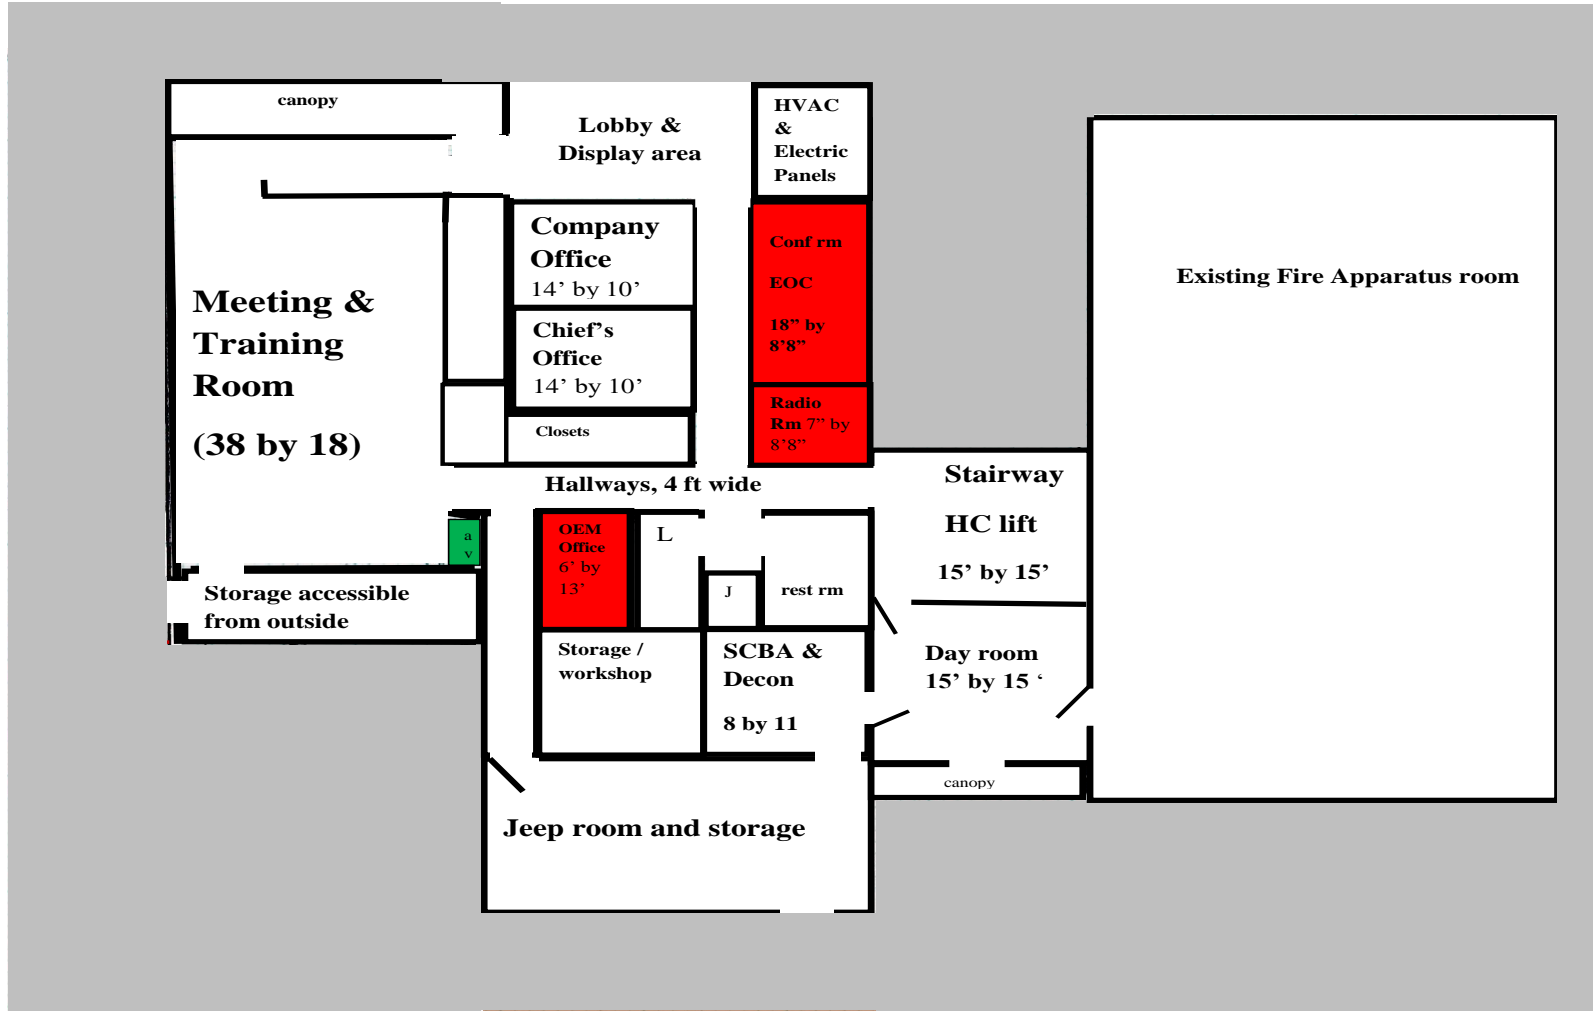 canopy
Lobby &
Display area
HVAC
&
Electric
Panels
Company
Office
14’ by 10’
Conf rm
EOC
18” by
8’8”
Existing Fire Apparatus room
Meeting &
Training
Room
(38 by 18)
Chief’s
Office
14’ by 10’
Closets
Radio
Rm 7” by
8’8”
Hallways, 4 ft wide
Stairway
HC lift
15’ by 15’
a
v
OEM
Office
6’ by
13’
L
J
rest rm
Storage accessible
from outside
Storage /
workshop
SCBA &
Decon
8 by 11
Day room
15’ by 15 ‘
canopy
Jeep room and storage